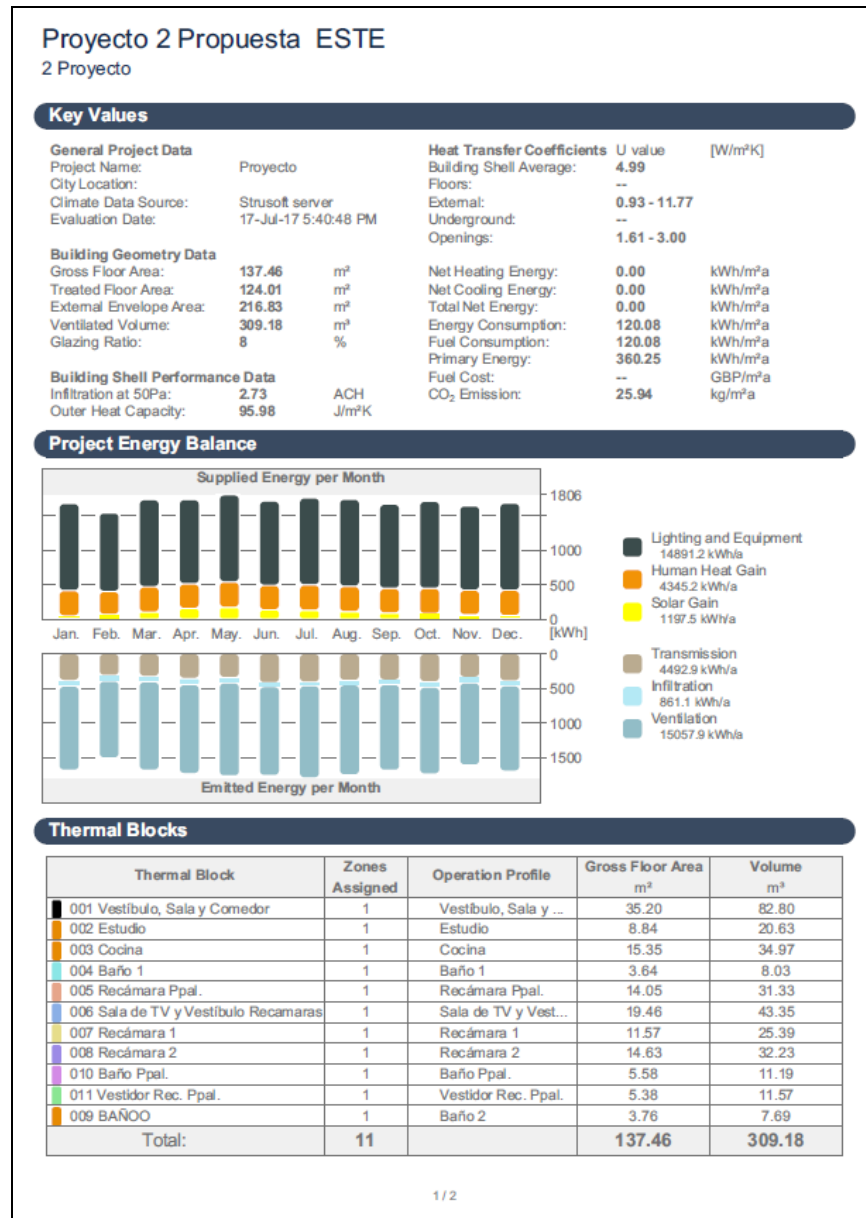 Proyecto 2 Propuesta ESTE
2 Proyecto
Key Values
General Project Data
Project Name: Proyecto
City Location:
Climate Data Source: Strusoft server
Evaluation Date: 17-Jul-17 5:40:48 PM
Building Geometry Data
Gross Floor Area: 137.46 m²
Treated Floor Area: 124.01 m²
External Envelope Area: 216.83 m²
Ventilated Volume: 309.18 m³
Glazing Ratio: 8 %
Building Shell Performance Data
Infiltration at 50Pa: 2.73 ACH
Outer Heat Capacity: 95.98 J/m²K
Heat Transfer Coefficients U value [W/m²K]
Building Shell Average: 4.99
Floors: --
External: 0.93 - 11.77
Underground: --
Openings: 1.61 - 3.00
Net Heating Energy: 0.00 kWh/m²a
Net Cooling Energy: 0.00 kWh/m²a
Total Net Energy: 0.00 kWh/m²a
Energy Consumption: 120.08 kWh/m²a
Fuel Consumption: 120.08 kWh/m²a
Primary Energy: 360.25 kWh/m²a
Fuel Cost: -- GBP/m²a
CO₂ Emission: 25.94 kg/m²a
Project Energy Balance
Supplied Energy per Month
1806
1000
500
0
Jan. Feb. Mar. Apr. May. Jun. Jul. Aug. Sep. Oct. Nov. Dec. [kWh]
0
500
1000
1500
Emitted Energy per Month
Lighting and Equipment
14891.2 kWh/a
Human Heat Gain
4345.2 kWh/a
Solar Gain
1197.5 kWh/a
Transmission
4492.9 kWh/a
Infiltration
861.1 kWh/a
Ventilation
15057.9 kWh/a
Thermal Blocks
Thermal Block Zones Assigned Operation Profile Gross Floor Area m² Volume m³
001 Vestíbulo, Sala y Comedor 1 Vestíbulo, Sala y ... 35.20 82.80
002 Estudio 1 Estudio 8.84 20.63
003 Cocina 1 Cocina 15.35 34.97
004 Baño 1 1 Baño 1 3.64 8.03
005 Recámara Ppal. 1 Recámara Ppal. 14.05 31.33
006 Sala de TV y Vestíbulo Recamaras 1 Sala de TV y Vest... 19.46 43.35
007 Recámara 1 1 Recámara 1 11.57 25.39
008 Recámara 2 1 Recámara 2 14.63 32.23
010 Baño Ppal. 1 Baño Ppal. 5.58 11.19
011 Vestidor Rec. Ppal. 1 Vestidor Rec. Ppal. 5.38 11.57
009 BAÑOO 1 Baño 2 3.76 7.69
Total: 11 137.46 309.18
1 / 2